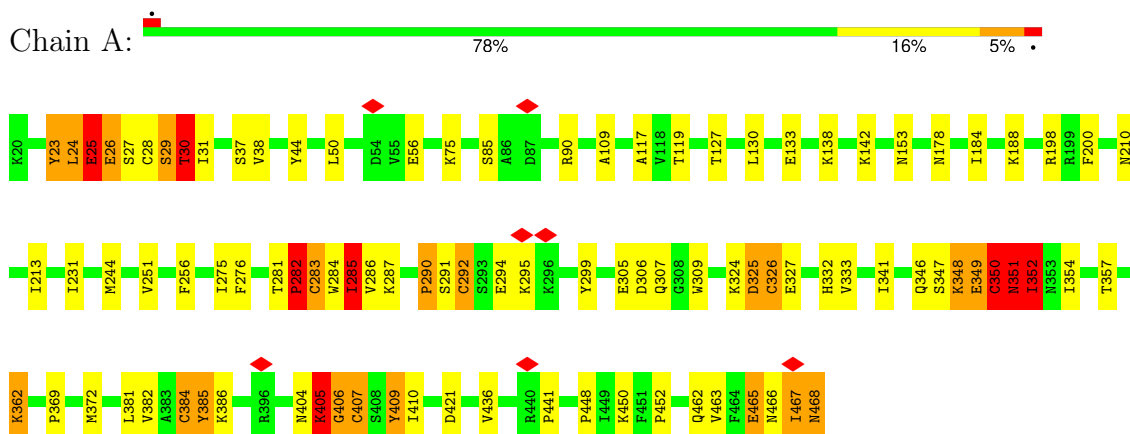 Chain A:
78% 16% 5% •
K20 Y23 L24 E25 E26 S27 C28 S29 T30 I31 S37 V38 Y44 L50 D54 V55 E56 K75 S85 A86 D87 R90 A109 A117 V118 T119 T127 L130 E133 K138 K142 N153 N178 I184 K188 R198 R199 F200 N210
I213 I231 M244 V251 F256 I275 F276 T281 P282 C283 W284 I285 V286 K287 P290 S291 C292 S293 E294 K295 K296 Y299 E305 D306 Q307 G308 W309 K324 D325 C326 E327 H332 V333 I341 Q346 S347 K348 E349 C350 N351 I352 N353 I354 T357
K362 P369 M372 L381 V382 A383 C384 Y385 K386 R396 N404 K405 G406 C407 S408 Y409 I410 D421 V436 R440 P441 P448 I449 K450 F451 P452 Q462 V463 F464 E465 N466 I467 N468